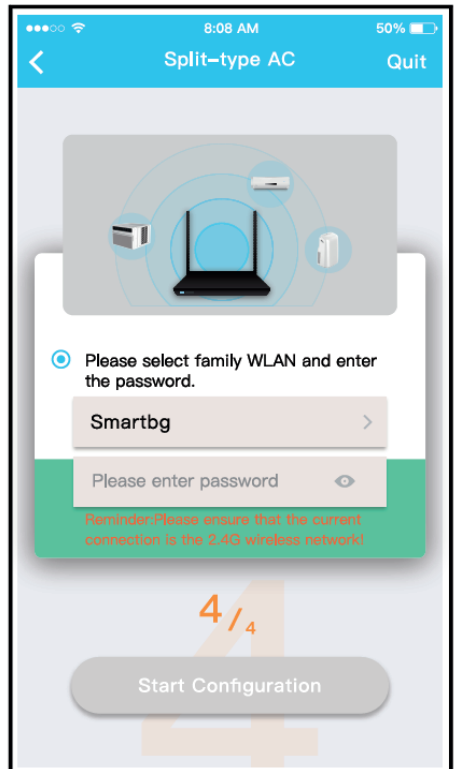 8:08 AM
50%
Split-type AC
Quit
Please select family WLAN and enter
the password.
Smartbg
Please enter password
Reminder:Please ensure that the current
connection is the 2.4G wireless network!
4/4
4
Start Configuration